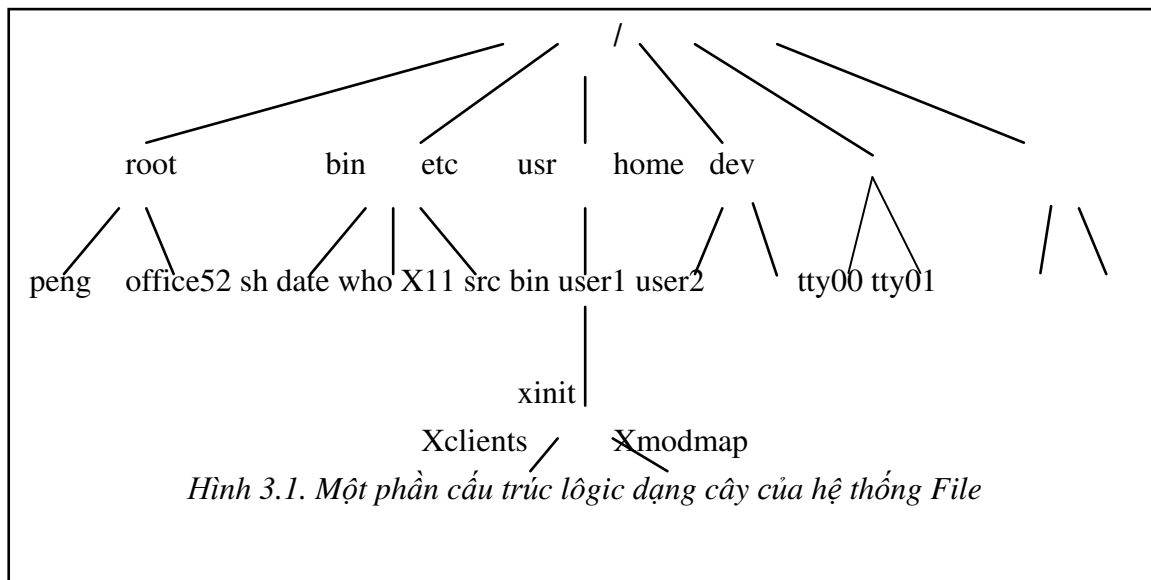 /
root bin etc usr home dev
peng office52 sh date who X11 src bin user1 user2 tty00 tty01
xinit
Xclients Xmodmap
Hình 3.1. Một phần cấu trúc lôgic dạng cây của hệ thống File